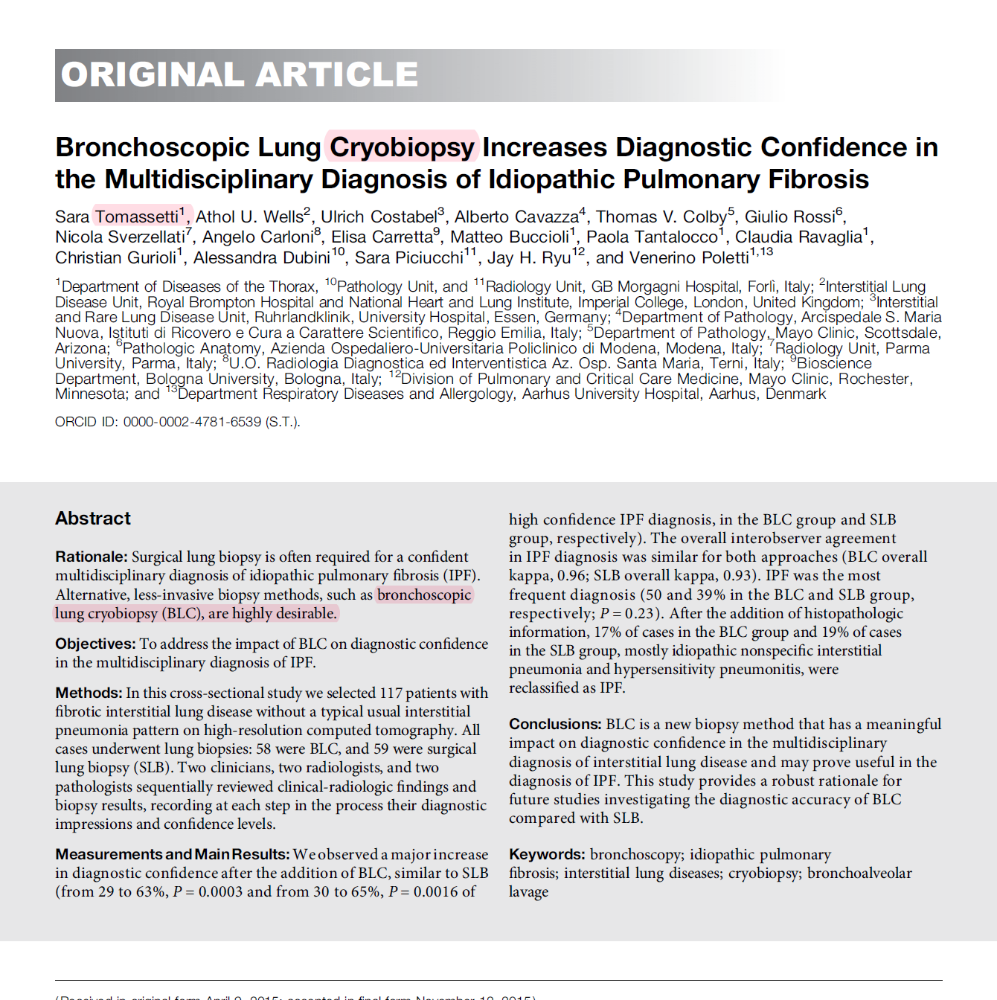 ORIGINAL ARTICLE
Bronchoscopic Lung Cryobiopsy Increases Diagnostic Confidence in
the Multidisciplinary Diagnosis of Idiopathic Pulmonary Fibrosis
Sara Tomassetti1, Athol U. Wells2, Ulrich Costabel3, Alberto Cavazza4, Thomas V. Colby5, Giulio Rossi6,
Nicola Sverzellati7, Angelo Carloni8, Elisa Carretta9, Matteo Buccioli1, Paola Tantalocco1, Claudia Ravaglia1,
Christian Gurioli1, Alessandra Dubini10, Sara Piciucchi11, Jay H. Ryu12, and Venerino Poletti1,13
1Department of Diseases of the Thorax, 10Pathology Unit, and 11Radiology Unit, GB Morgagni Hospital, Forlì, Italy; 2Interstitial Lung
Disease Unit, Royal Brompton Hospital and National Heart and Lung Institute, Imperial College, London, United Kingdom; 3Interstitial
and Rare Lung Disease Unit, Ruhrlandklinik, University Hospital, Essen, Germany; 4Department of Pathology, Arcispedale S. Maria
Nuova, Istituti di Ricovero e Cura a Carattere Scientifico, Reggio Emilia, Italy; 5Department of Pathology, Mayo Clinic, Scottsdale,
Arizona; 6Pathologic Anatomy, Azienda Ospedaliero-Universitaria Policlinico di Modena, Modena, Italy; 7Radiology Unit, Parma
University, Parma, Italy; 8U.O. Radiologia Diagnostica ed Interventistica Az. Osp. Santa Maria, Terni, Italy; 9Bioscience
Department, Bologna University, Bologna, Italy; 12Division of Pulmonary and Critical Care Medicine, Mayo Clinic, Rochester,
Minnesota; and 13Department Respiratory Diseases and Allergology, Aarhus University Hospital, Aarhus, Denmark
ORCID ID: 0000-0002-4781-6539 (S.T.).
Abstract
Rationale: Surgical lung biopsy is often required for a confident
multidisciplinary diagnosis of idiopathic pulmonary fibrosis (IPF).
Alternative, less-invasive biopsy methods, such as bronchoscopic
lung cryobiopsy (BLC), are highly desirable.
Objectives: To address the impact of BLC on diagnostic confidence
in the multidisciplinary diagnosis of IPF.
Methods: In this cross-sectional study we selected 117 patients with
fibrotic interstitial lung disease without a typical usual interstitial
pneumonia pattern on high-resolution computed tomography. All
cases underwent lung biopsies: 58 were BLC, and 59 were surgical
lung biopsy (SLB). Two clinicians, two radiologists, and two
pathologists sequentially reviewed clinical-radiologic findings and
biopsy results, recording at each step in the process their diagnostic
impressions and confidence levels.
Measurements and Main Results: We observed a major increase
in diagnostic confidence after the addition of BLC, similar to SLB
(from 29 to 63%, P = 0.0003 and from 30 to 65%, P = 0.0016 of
high confidence IPF diagnosis, in the BLC group and SLB
group, respectively). The overall interobserver agreement
in IPF diagnosis was similar for both approaches (BLC overall
kappa, 0.96; SLB overall kappa, 0.93). IPF was the most
frequent diagnosis (50 and 39% in the BLC and SLB group,
respectively; P = 0.23). After the addition of histopathologic
information, 17% of cases in the BLC group and 19% of cases
in the SLB group, mostly idiopathic nonspecific interstitial
pneumonia and hypersensitivity pneumonitis, were
reclassified as IPF.
Conclusions: BLC is a new biopsy method that has a meaningful
impact on diagnostic confidence in the multidisciplinary
diagnosis of interstitial lung disease and may prove useful in the
diagnosis of IPF. This study provides a robust rationale for
future studies investigating the diagnostic accuracy of BLC
compared with SLB.
Keywords: bronchoscopy; idiopathic pulmonary
fibrosis; interstitial lung diseases; cryobiopsy; bronchoalveolar
lavage